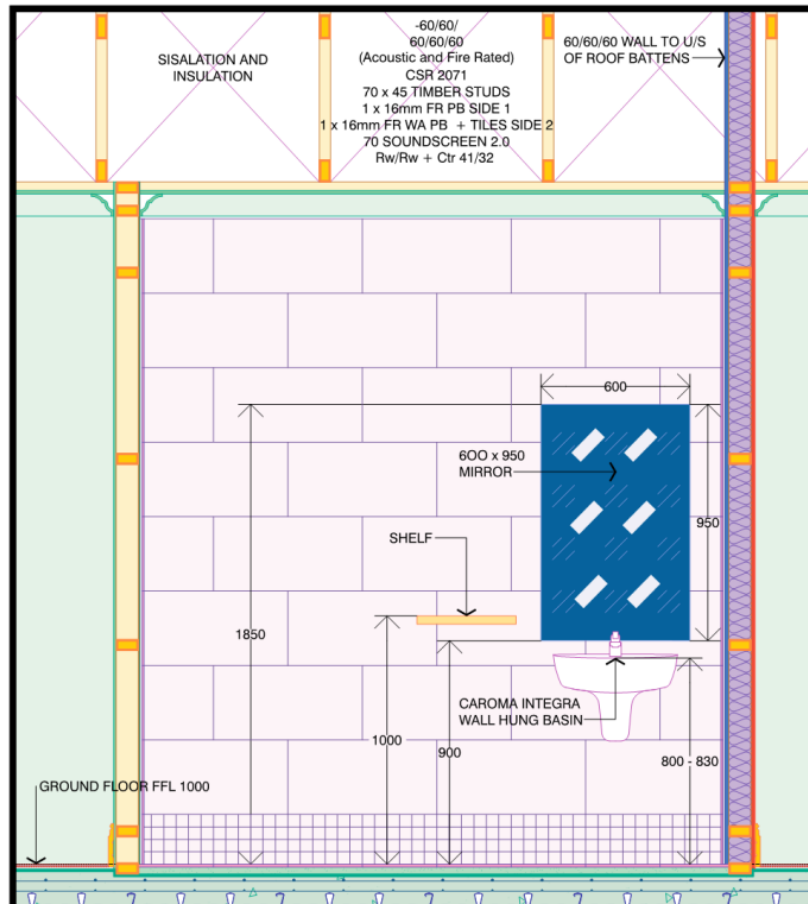 -60/60/
60/60/60
(Acoustic and Fire Rated)
CSR 2071
70 x 45 TIMBER STUDS
1 x 16mm FR PB SIDE 1
1 x 16mm FR WA PB + TILES SIDE 2
70 SOUNDSCREEN 2.0
Rw/Rw + Ctr 41/32
SISALATION AND
INSULATION
60/60/60 WALL TO U/S
OF ROOF BATTENS
600
6OO x 950
MIRROR
950
SHELF
1850
1000
900
CAROMA INTEGRA
WALL HUNG BASIN
800 - 830
GROUND FLOOR FFL 1000